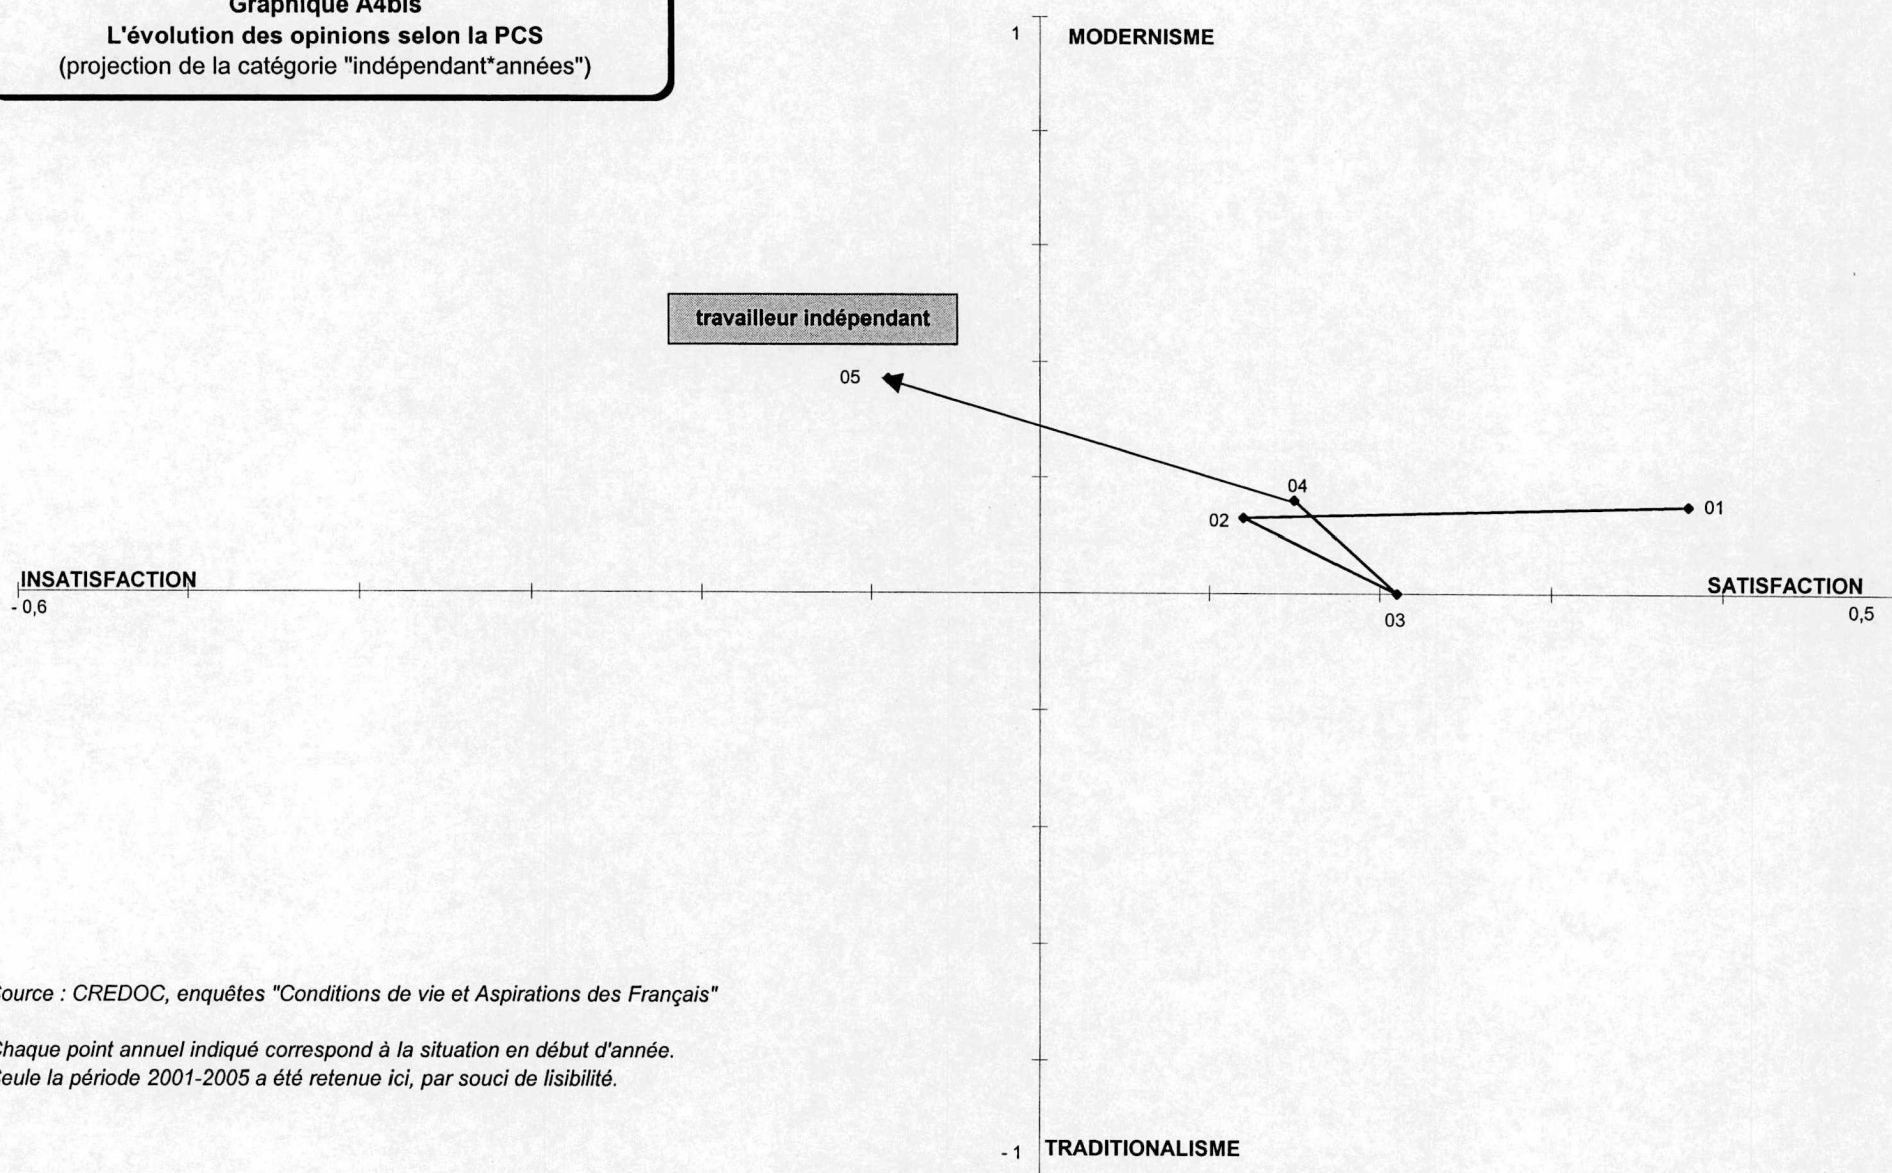 Graphique A4bis
L'évolution des opinions selon la PCS
(projection de la catégorie "indépendant*années")
1
MODERNISME
travailleur indépendant
05
04
02
01
INSATISFACTION
SATISFACTION
- 0,6
0,5
03
ource : CREDOC, enquêtes "Conditions de vie et Aspirations des Français"
haque point annuel indiqué correspond à la situation en début d'année.
eule la période 2001-2005 a été retenue ici, par souci de lisibilité.
- 1
TRADITIONALISME